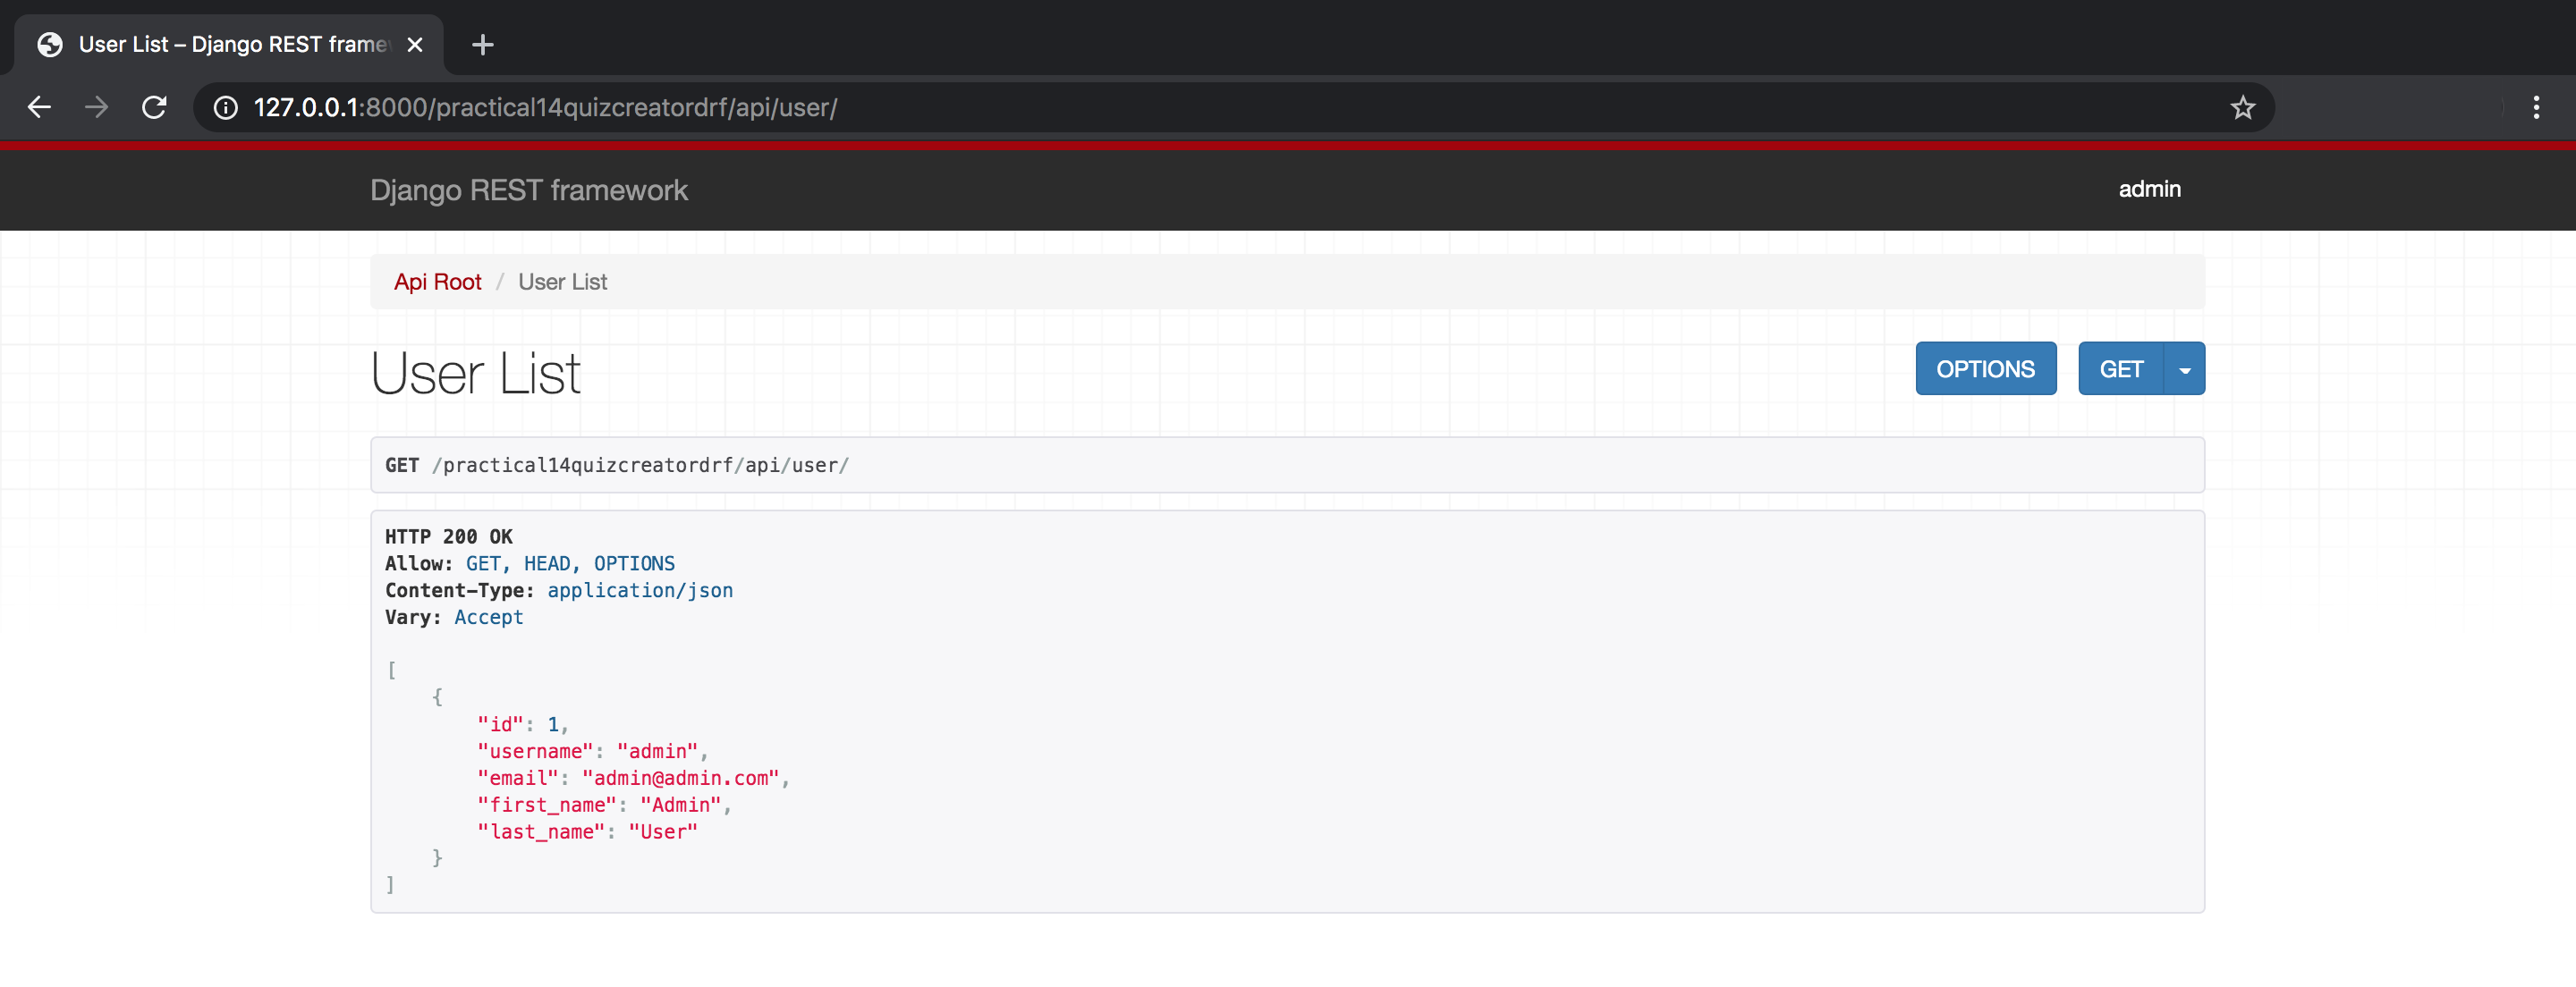 User List – Django REST frame
127.0.0.1:8000/practical14quizcreatordrf/api/user/
Django REST framework
admin
Api Root / User List
User List
OPTIONS
GET
GET /practical14quizcreatordrf/api/user/
HTTP 200 OK
Allow: GET, HEAD, OPTIONS
Content-Type: application/json
Vary: Accept
[
{
"id": 1,
"username": "admin",
"email": "admin@admin.com",
"first_name": "Admin",
"last_name": "User"
}
]